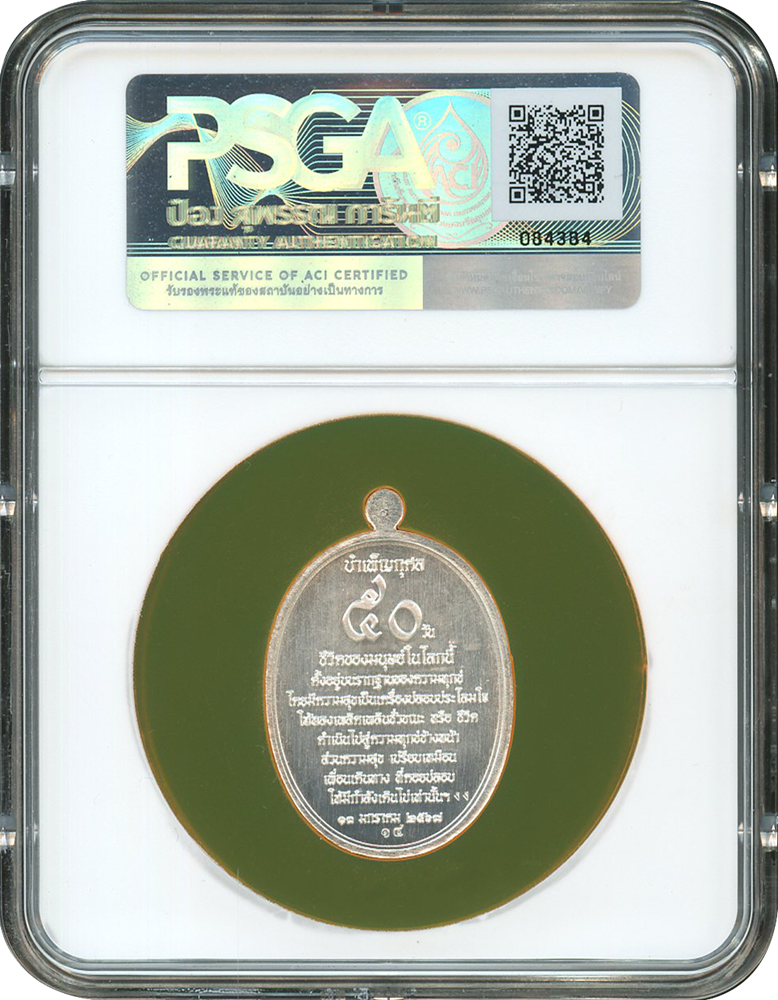 PSGA
®
ป๋อง สุพรรณ การันตี
GUARANTY AUTHENTICATION
084384
OFFICIAL SERVICE OF ACI CERTIFIED
รับรองพระแท้ของสถาบันอย่างเป็นทางการ
บำเพ็ญกุศล
๕๐ วัน
ชีวิตของมนุษย์ในโลกนี้
ตั้งอยู่บนรากฐานของความทุกข์
โดยมีความสุขเป็นเครื่องปลอบประโลมใจ
ให้ลองเพลิดเพลินชั่วขณะ หรือ ชีวิต
ดำเนินไปสู่ความทุกข์ข้างหน้า
ส่วนความสุข เปรียบเหมือน
เพื่อนเดินทาง ที่คอยปลอบ
ให้มีกำลังเดินไปเท่านั้นฯ
๑๓ มกราคม ๒๕๖๘
๑๔